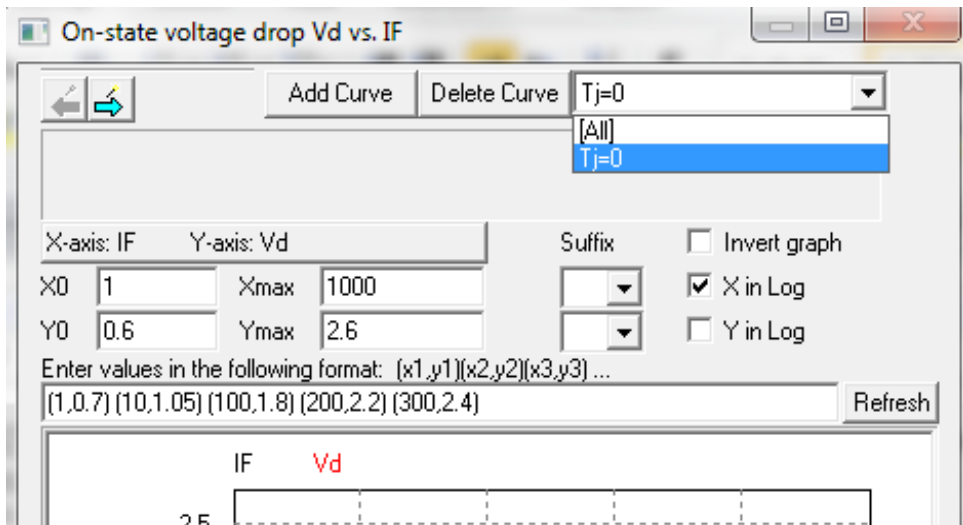 On-state voltage drop Vd vs. IF
Add Curve Delete Curve Tj=0
[All]
Tj=0
X-axis: IF Y-axis: Vd Suffix Invert graph
X0 1 Xmax 1000 X in Log
Y0 0.6 Ymax 2.6 Y in Log
Enter values in the following format: (x1,y1)(x2,y2)(x3,y3) ...
(1,0.7) (10,1.05) (100,1.8) (200,2.2) (300,2.4) Refresh
IF Vd
2.5